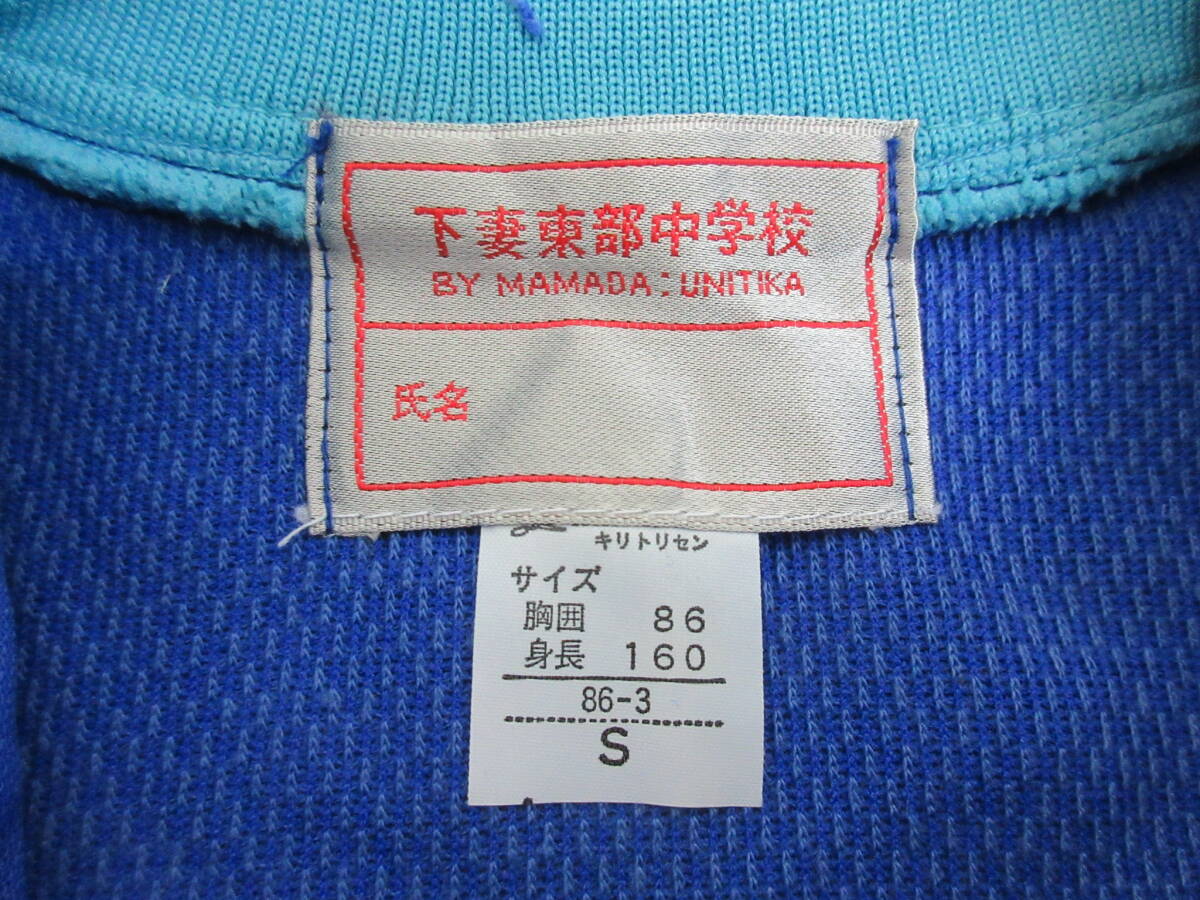 下妻東部中学校
BY MAMADA:UNITIKA
氏名
キリトリセン
サイズ
胸囲 86
身長 160
86-3
S